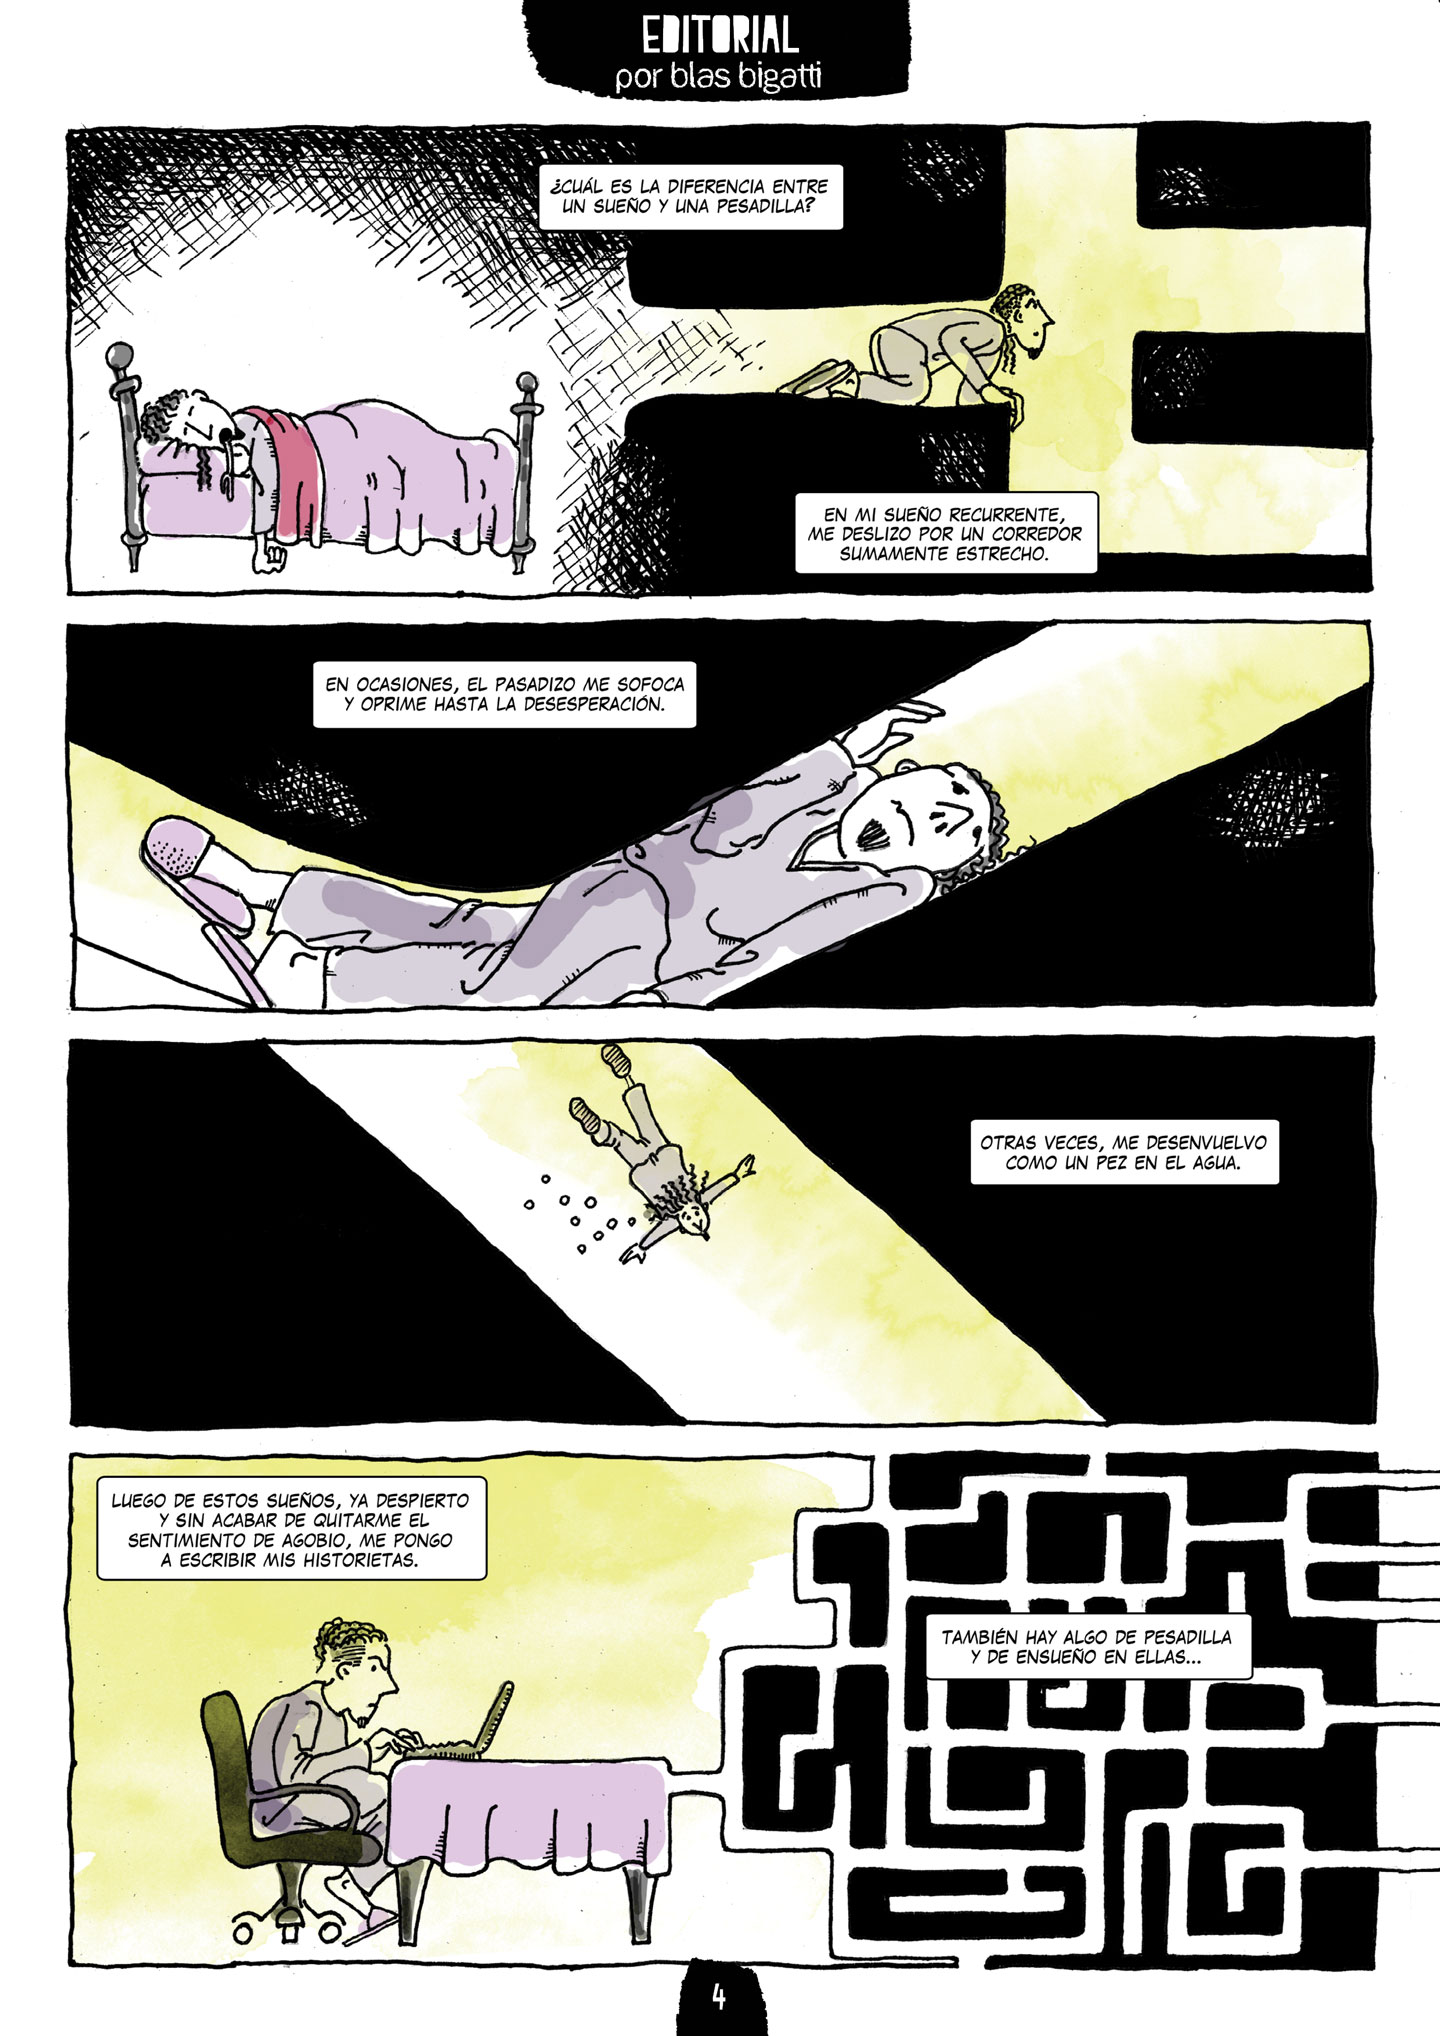 EDITORIAL
por blas bigatti
¿CUÁL ES LA DIFERENCIA ENTRE
UN SUEÑO Y UNA PESADILLA?
EN MI SUEÑO RECURRENTE,
ME DESLIZO POR UN CORREDOR
SUMAMENTE ESTRECHO.
EN OCASIONES, EL PASADIZO ME SOFOCA
Y OPRIME HASTA LA DESESPERACIÓN.
OTRAS VECES, ME DESENVUELVO
COMO UN PEZ EN EL AGUA.
LUEGO DE ESTOS SUEÑOS, YA DESPIERTO
Y SIN ACABAR DE QUITARME EL
SENTIMIENTO DE AGOBIO, ME PONGO
A ESCRIBIR MIS HISTORIETAS.
TAMBIÉN HAY ALGO DE PESADILLA
Y DE ENSUEÑO EN ELLAS...
4